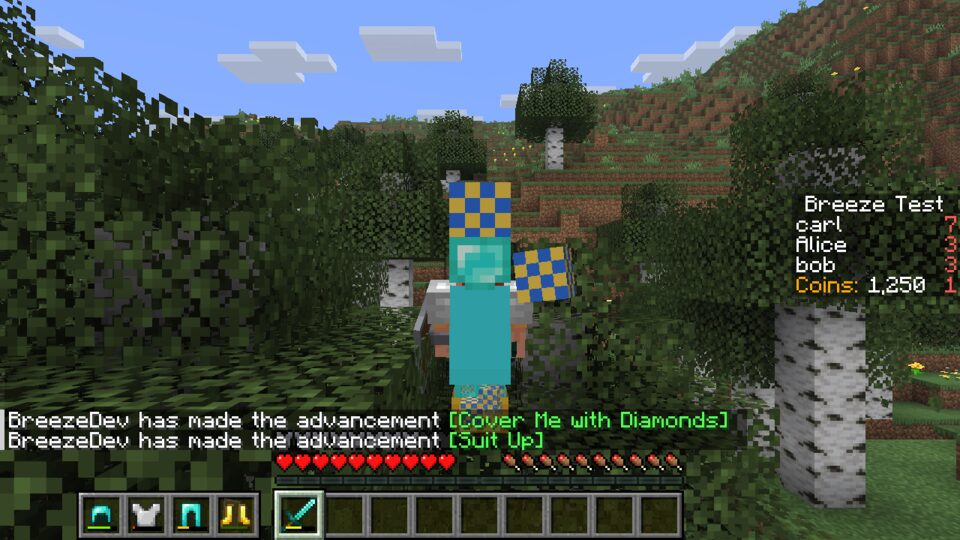 Breeze Test
carl 7
Alice 3
bob 3
Coins: 1,250 1
BreezeDev has made the advancement [Cover Me with Diamonds]
BreezeDev has made the advancement [Suit Up]